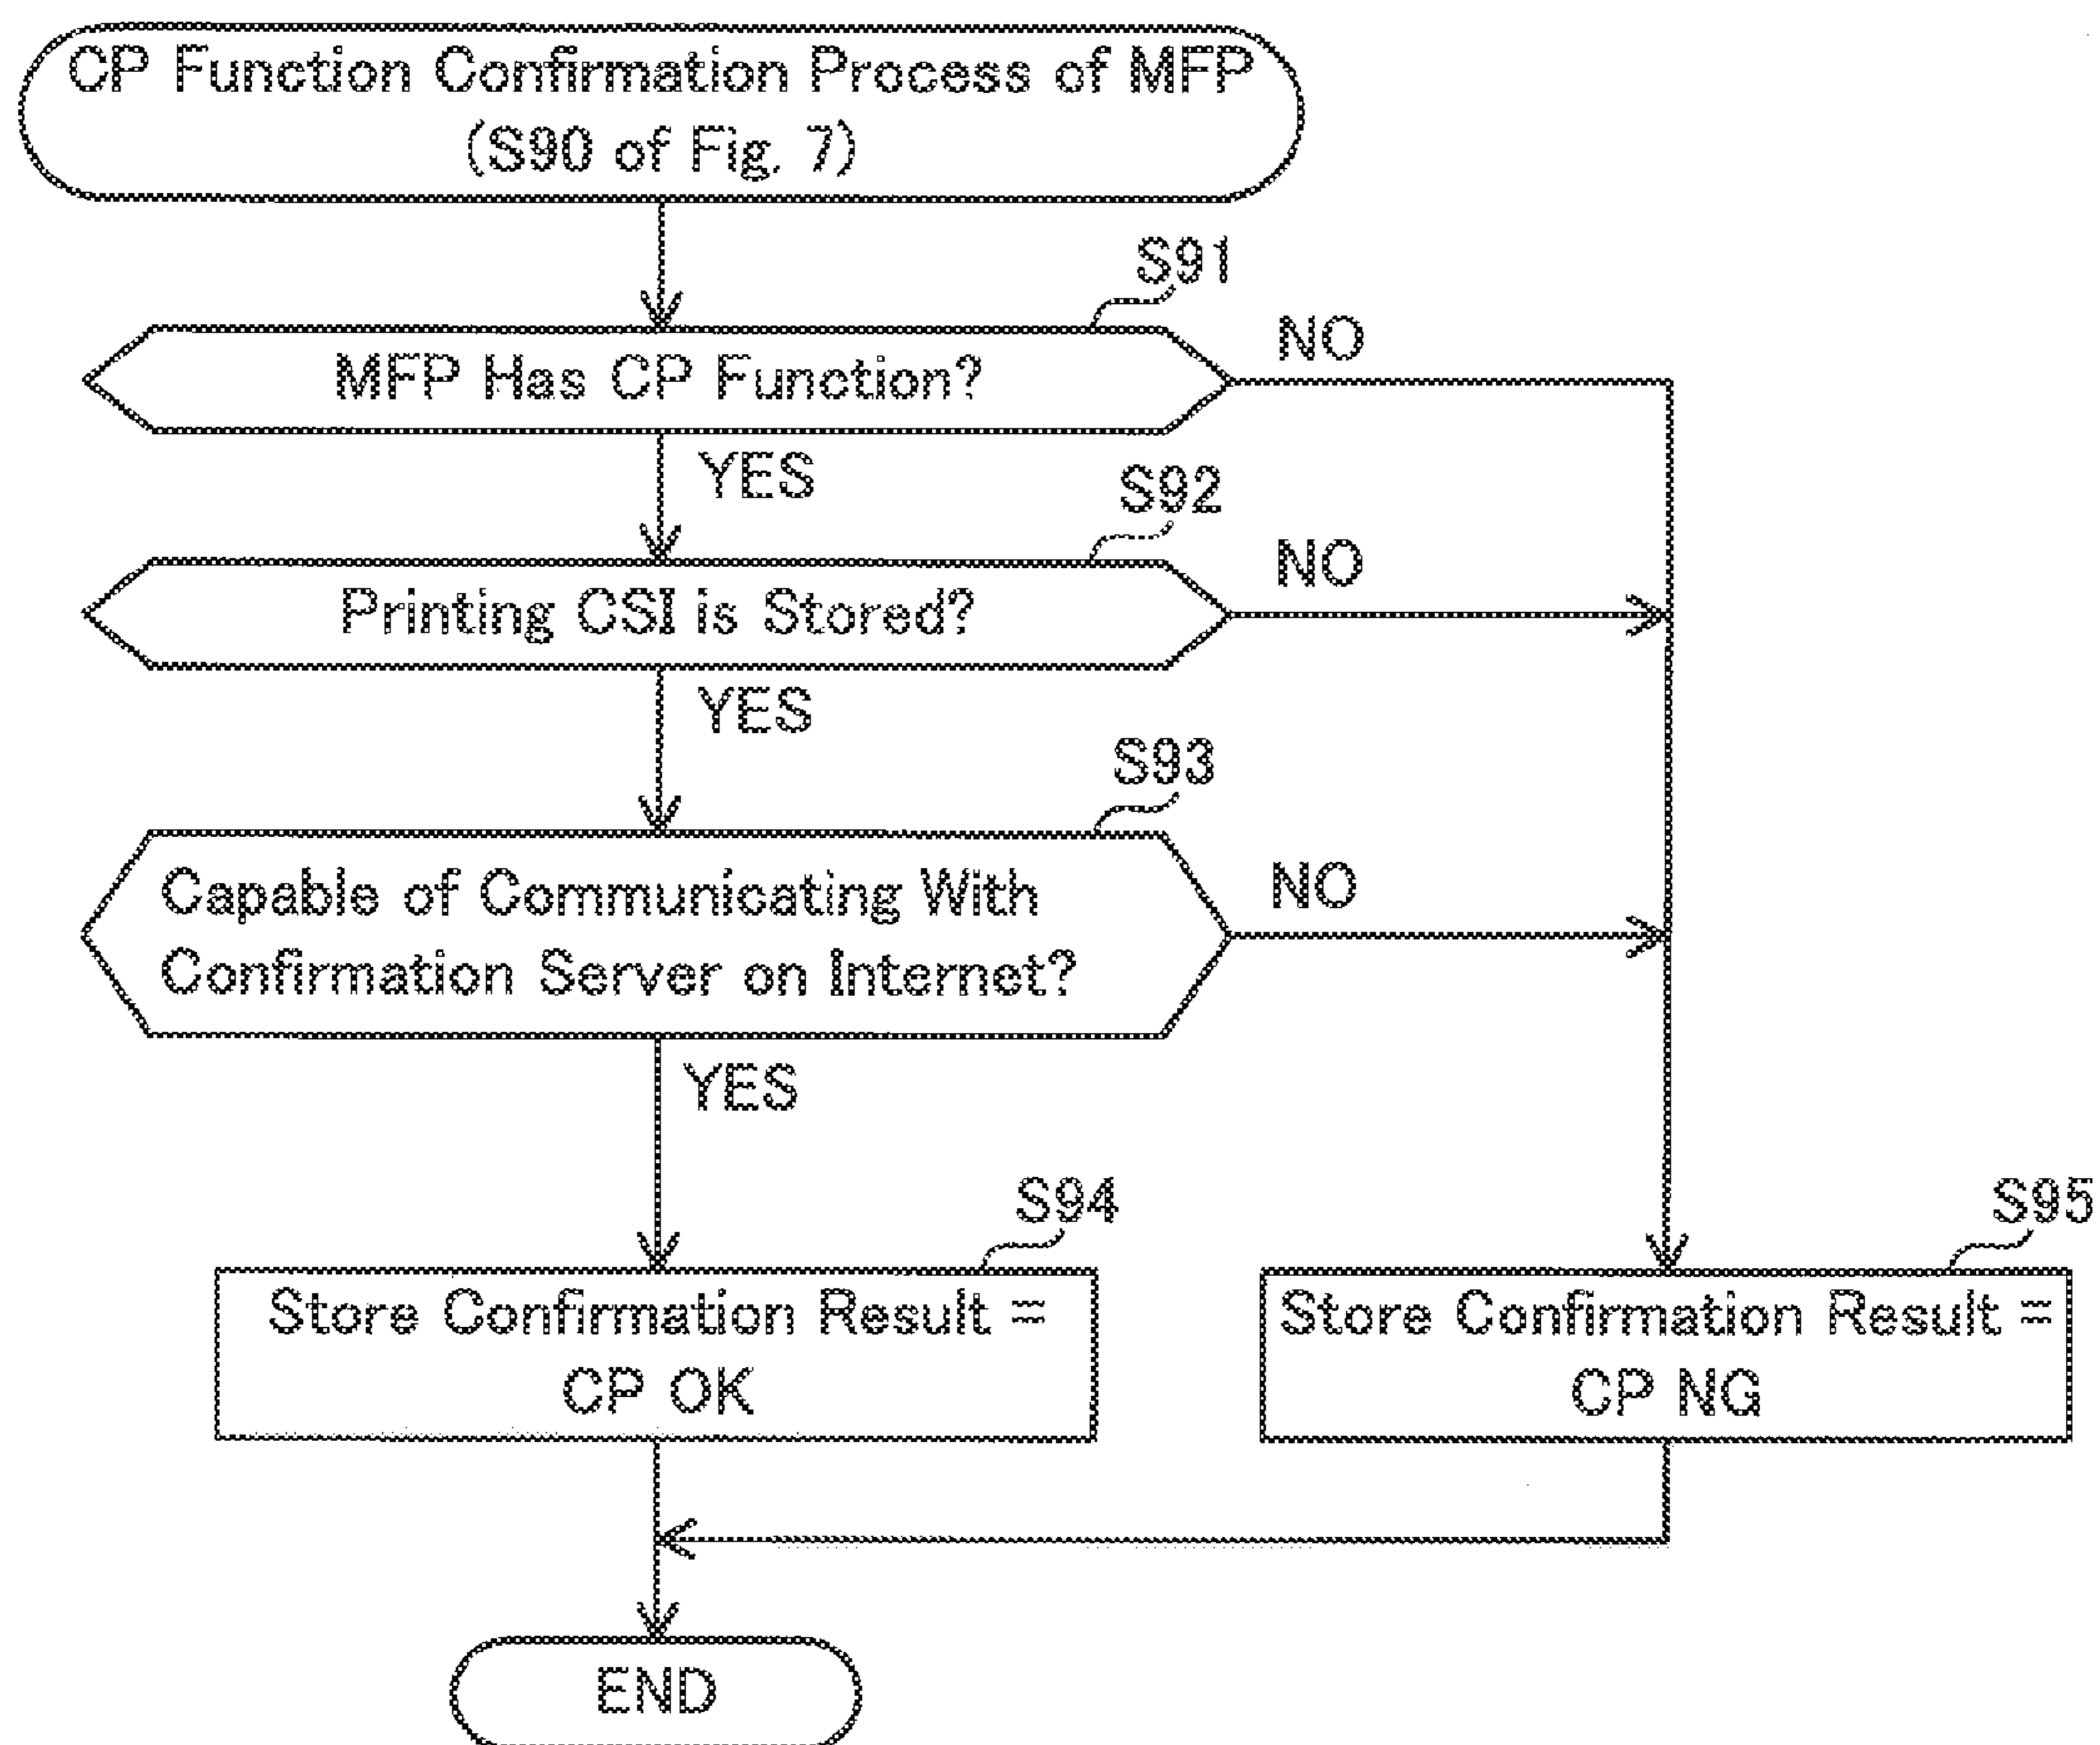 CP Function Confirmation Process of MFP
(S90 of Fig. 7)
S91
MFP Has CP Function?
NO
YES
S92
Printing CSI is Stored?
NO
YES
S93
Capable of Communicating With
Confirmation Server on Internet?
NO
YES
S94
Store Confirmation Result =
CP OK
S95
Store Confirmation Result =
CP NG
END